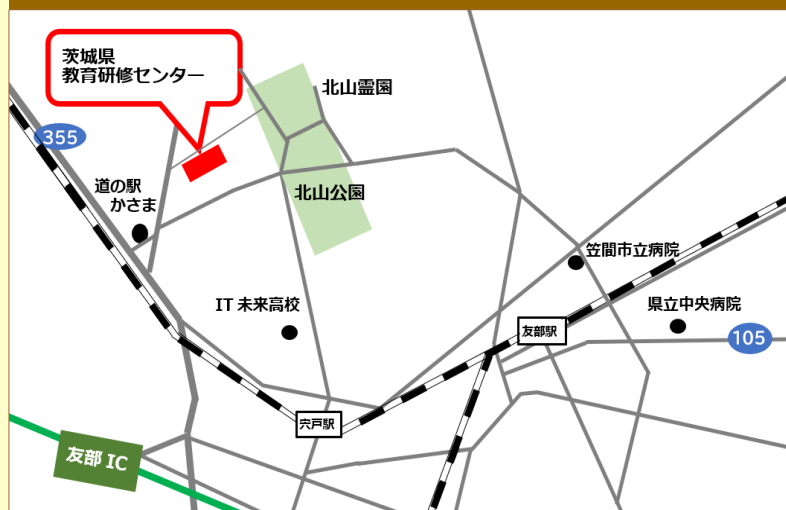 茨城県
教育研修センター
北山霊園
355
道の駅
かさま
北山公園
笠間市立病院
IT 未来高校
県立中央病院
友部駅
105
宍戸駅
友部 IC